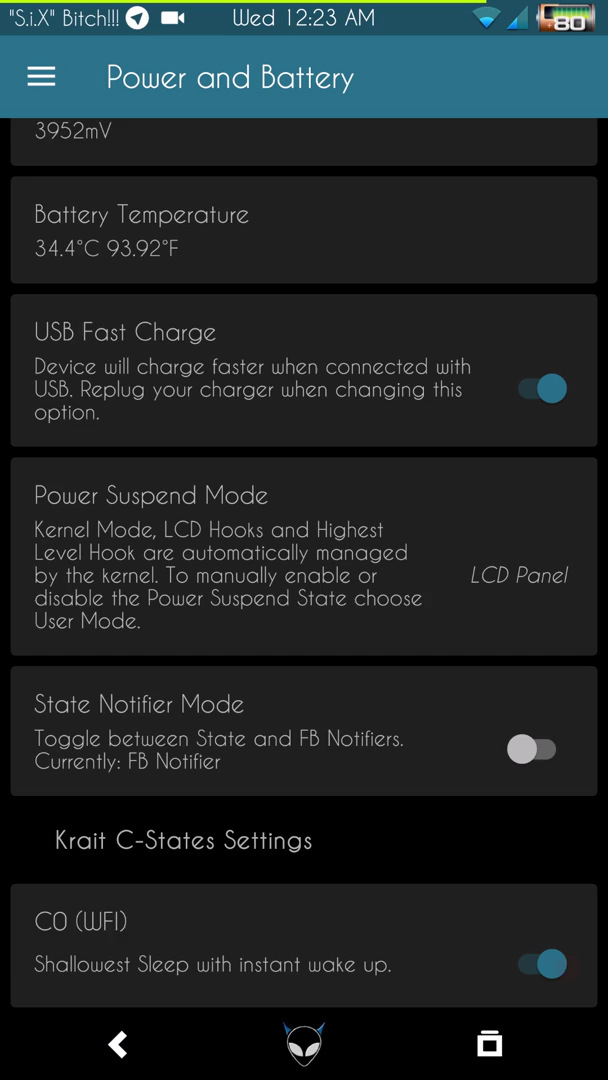 "S.i.X" Bitch!!! Wed 12:23 AM 80
Power and Battery
3952mV
Battery Temperature
34.4°C 93.92°F
USB Fast Charge
Device will charge faster when connected with
USB. Replug your charger when changing this
option.
Power Suspend Mode
Kernel Mode, LCD Hooks and Highest
Level Hook are automatically managed
by the kernel. To manually enable or
disable the Power Suspend State choose
User Mode.
LCD Panel
State Notifier Mode
Toggle between State and FB Notifiers.
Currently: FB Notifier
Krait C-States Settings
C0 (WFI)
Shallowest Sleep with instant wake up.